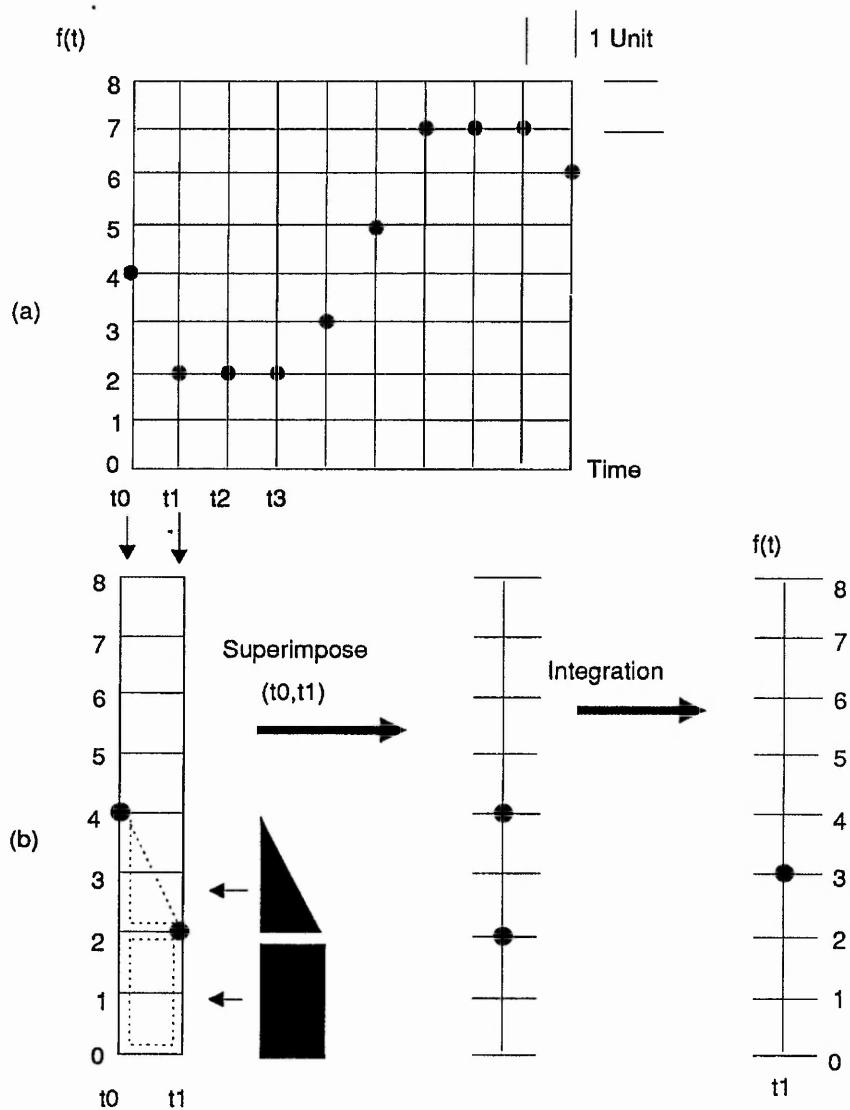 f(t)
1 Unit
8
7
6
5
4
(a)
3
2
1
0
Time
t0 t1 t2 t3
f(t)
8 8
7 7
Superimpose
Integration
6 6
(t0,t1)
5 5
4 4
(b)
3 3
2 2
1 1
0 0
t0 t1 t1